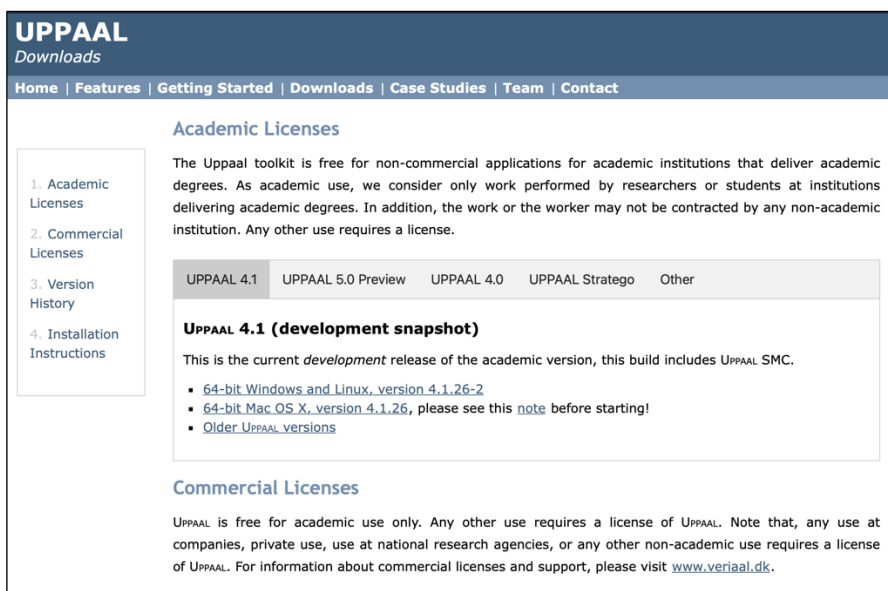 UPPAAL
Downloads
Home | Features | Getting Started | Downloads | Case Studies | Team | Contact
1. Academic
Licenses
2. Commercial
Licenses
3. Version
History
4. Installation
Instructions
Academic Licenses
The Uppaal toolkit is free for non-commercial applications for academic institutions that deliver academic
degrees. As academic use, we consider only work performed by researchers or students at institutions
delivering academic degrees. In addition, the work or the worker may not be contracted by any non-academic
institution. Any other use requires a license.
UPPAAL 4.1 UPPAAL 5.0 Preview UPPAAL 4.0 UPPAAL Stratego Other
UPPAAL 4.1 (development snapshot)
This is the current development release of the academic version, this build includes UPPAAL SMC.
▪ 64-bit Windows and Linux, version 4.1.26-2
▪ 64-bit Mac OS X, version 4.1.26, please see this note before starting!
▪ Older UPPAAL versions
Commercial Licenses
UPPAAL is free for academic use only. Any other use requires a license of UPPAAL. Note that, any use at
companies, private use, use at national research agencies, or any other non-academic use requires a license
of UPPAAL. For information about commercial licenses and support, please visit www.veriaal.dk.